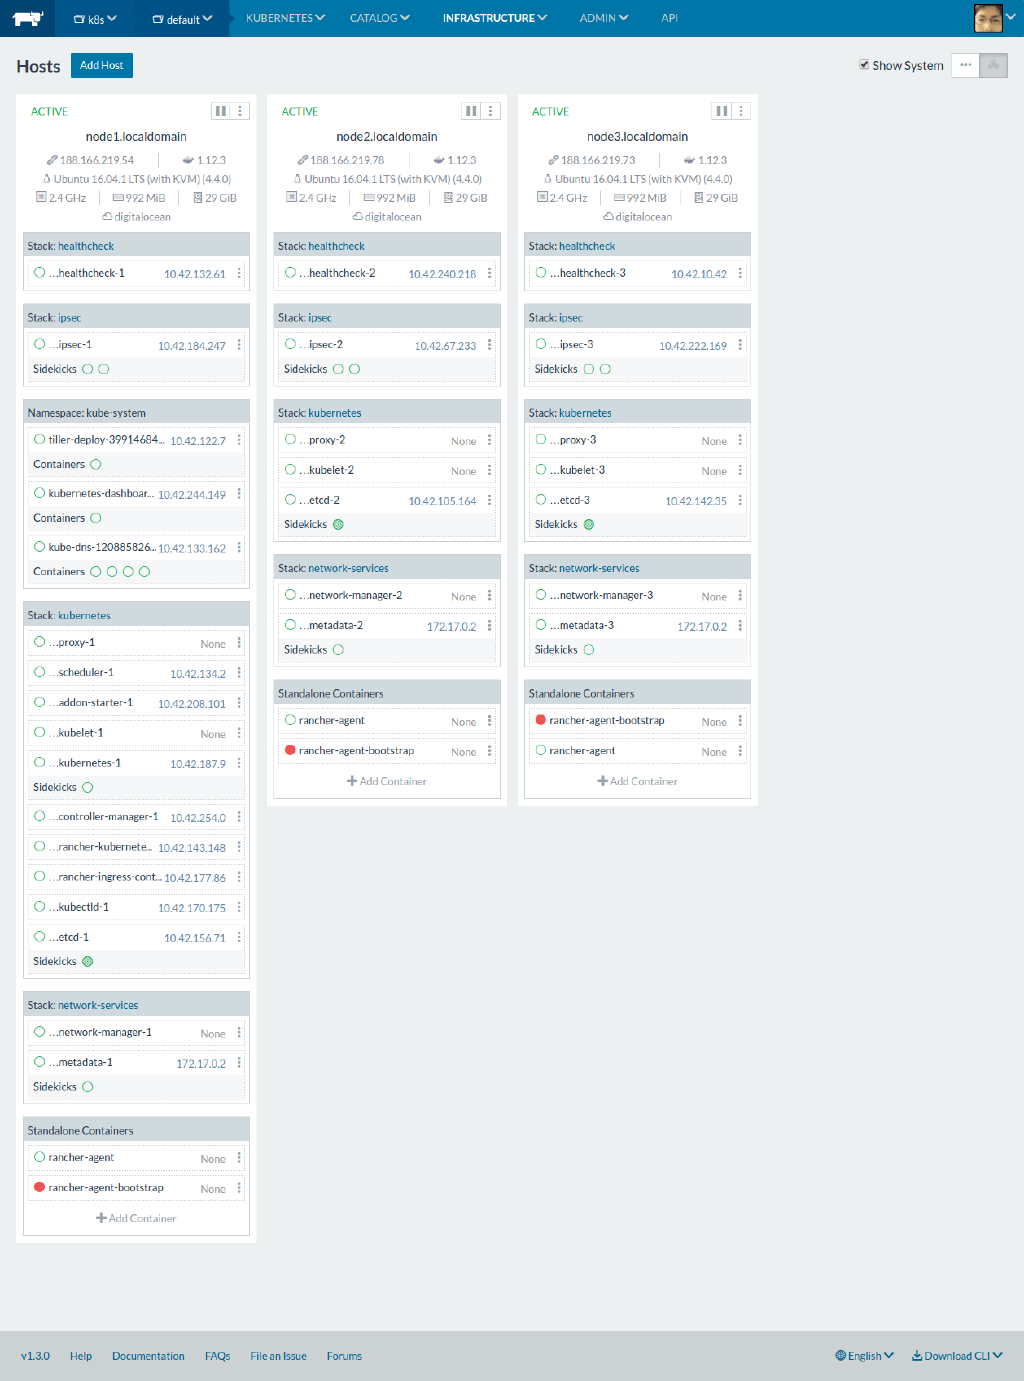 k8s default KUBERNETES CATALOG INFRASTRUCTURE ADMIN API
Hosts Add Host Show System
ACTIVE
node1.localdomain
188.166.219.54 1.12.3
Ubuntu 16.04.1 LTS (with KVM) (4.4.0)
2.4 GHz 992 MiB 29 GiB
digitalocean
Stack: healthcheck
...healthcheck-1 10.42.132.61
Stack: ipsec
...ipsec-1 10.42.184.247
Sidekicks
Namespace: kube-system
tiller-deploy-39914684... 10.42.122.7
Containers
kubernetes-dashboar... 10.42.244.149
Containers
kube-dns-120885826... 10.42.133.162
Containers
Stack: kubernetes
...proxy-1 None
...scheduler-1 10.42.134.2
...addon-starter-1 10.42.208.101
...kubelet-1 None
...kubernetes-1 10.42.187.9
Sidekicks
...controller-manager-1 10.42.254.0
...rancher-kubernete... 10.42.143.148
...rancher-ingress-cont... 10.42.177.86
...kubectld-1 10.42.170.175
...etcd-1 10.42.156.71
Sidekicks
Stack: network-services
...network-manager-1 None
...metadata-1 172.17.0.2
Sidekicks
Standalone Containers
rancher-agent None
rancher-agent-bootstrap None
Add Container
ACTIVE
node2.localdomain
188.166.219.78 1.12.3
Ubuntu 16.04.1 LTS (with KVM) (4.4.0)
2.4 GHz 992 MiB 29 GiB
digitalocean
Stack: healthcheck
...healthcheck-2 10.42.240.218
Stack: ipsec
...ipsec-2 10.42.67.233
Sidekicks
Stack: kubernetes
...proxy-2 None
...kubelet-2 None
...etcd-2 10.42.105.164
Sidekicks
Stack: network-services
...network-manager-2 None
...metadata-2 172.17.0.2
Sidekicks
Standalone Containers
rancher-agent None
rancher-agent-bootstrap None
Add Container
ACTIVE
node3.localdomain
188.166.219.73 1.12.3
Ubuntu 16.04.1 LTS (with KVM) (4.4.0)
2.4 GHz 992 MiB 29 GiB
digitalocean
Stack: healthcheck
...healthcheck-3 10.42.10.42
Stack: ipsec
...ipsec-3 10.42.222.169
Sidekicks
Stack: kubernetes
...proxy-3 None
...kubelet-3 None
...etcd-3 10.42.142.35
Sidekicks
Stack: network-services
...network-manager-3 None
...metadata-3 172.17.0.2
Sidekicks
Standalone Containers
rancher-agent-bootstrap None
rancher-agent None
Add Container
v1.3.0 Help Documentation FAQs File an Issue Forums English Download CLI